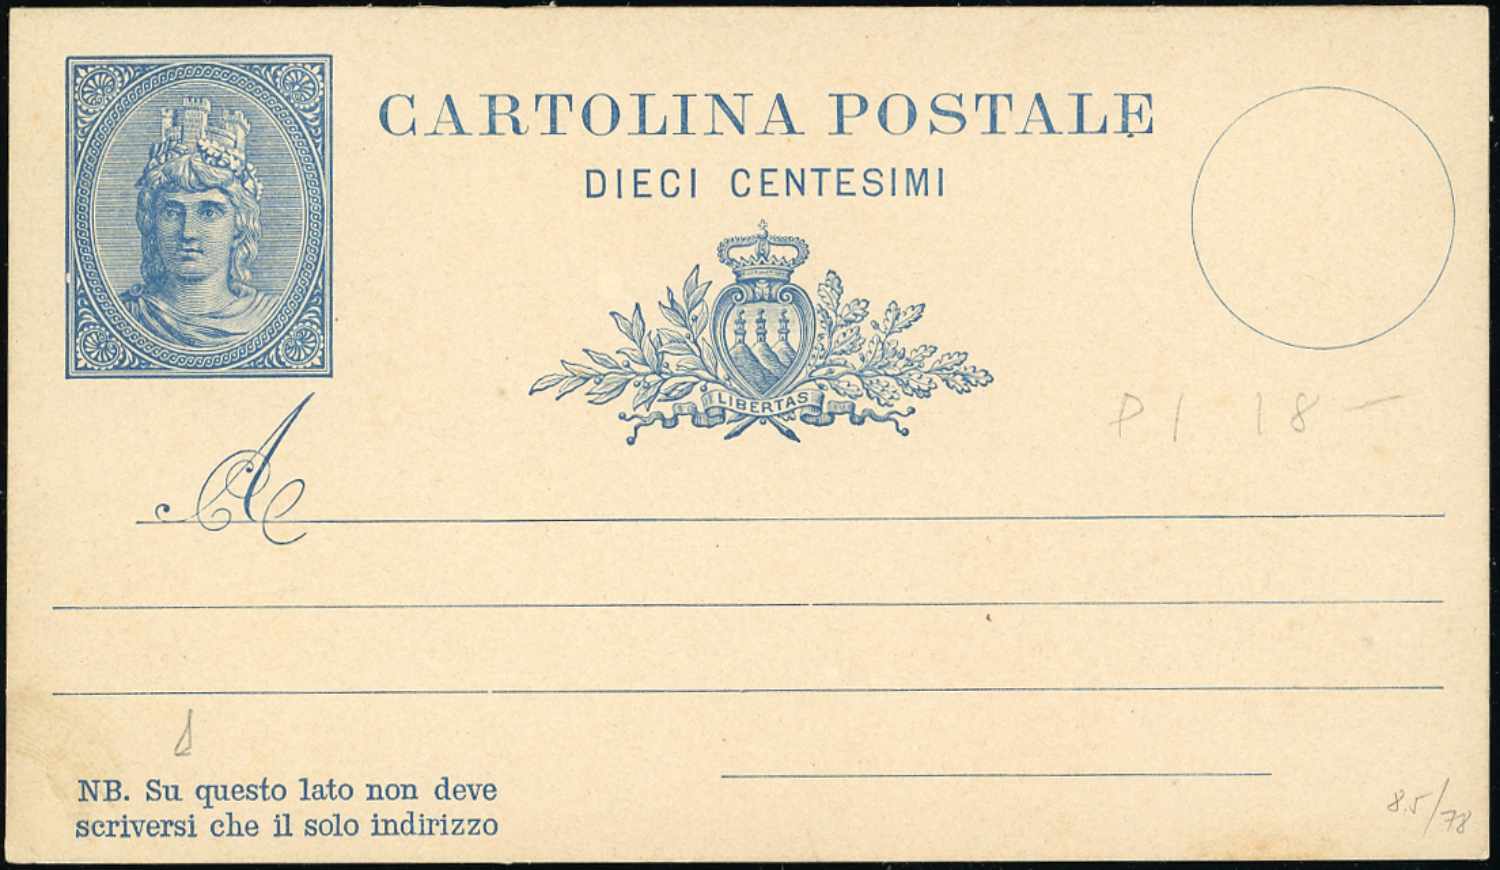 CARTOLINA POSTALE
DIECI CENTESIMI
LIBERTAS
A
P 1 18 —
NB. Su questo lato non deve
scriversi che il solo indirizzo
8.5/78